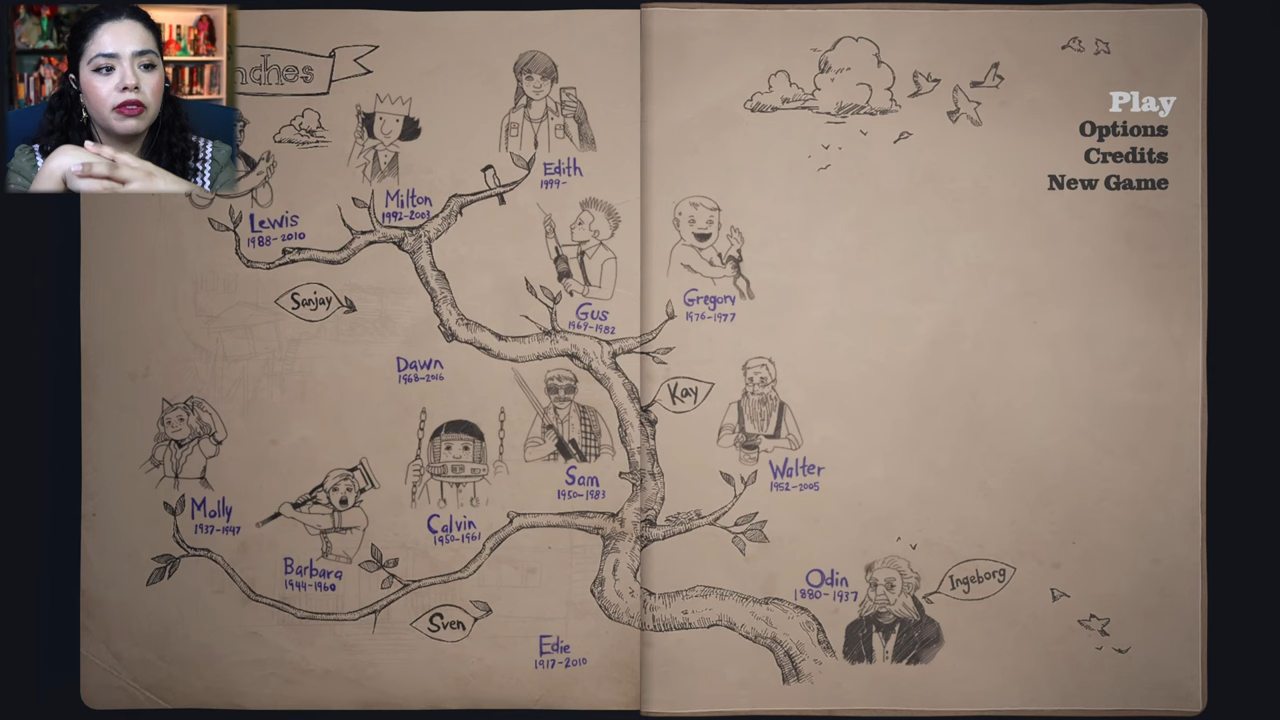 nches
Play
Options
Credits
New Game
Edith
1999-
Milton
1992-2003
Lewis
1988-2010
Sanjay
Gus
1969-1982
Gregory
1976-1977
Dawn
1968-2016
Kay
Sam
1950-1983
Walter
1952-2005
Molly
1937-1947
Calvin
1950-1961
Barbara
1944-1960
Odin
1880-1937
Ingeborg
Sven
Edie
1917-2010